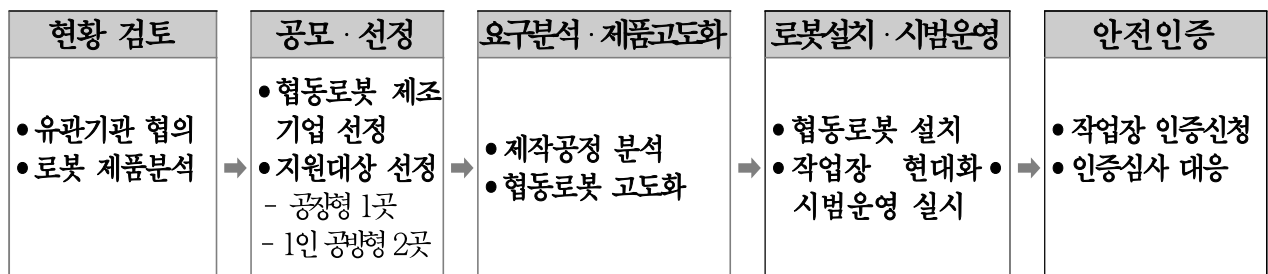 현황 검토
• 유관기관 협의
• 로봇 제품분석
공모 · 선정
• 협동로봇 제조
기업 선정
• 지원대상 선정
- 공장형 1곳
- 1인 공방형 2곳
요구분석 · 제품고도화
• 제작공정 분석
• 협동로봇 고도화
로봇설치 · 시범운영
• 협동로봇 설치
• 작업장 현대화 •
시범운영 실시
안전인증
• 작업장 인증신청
• 인증심사 대응